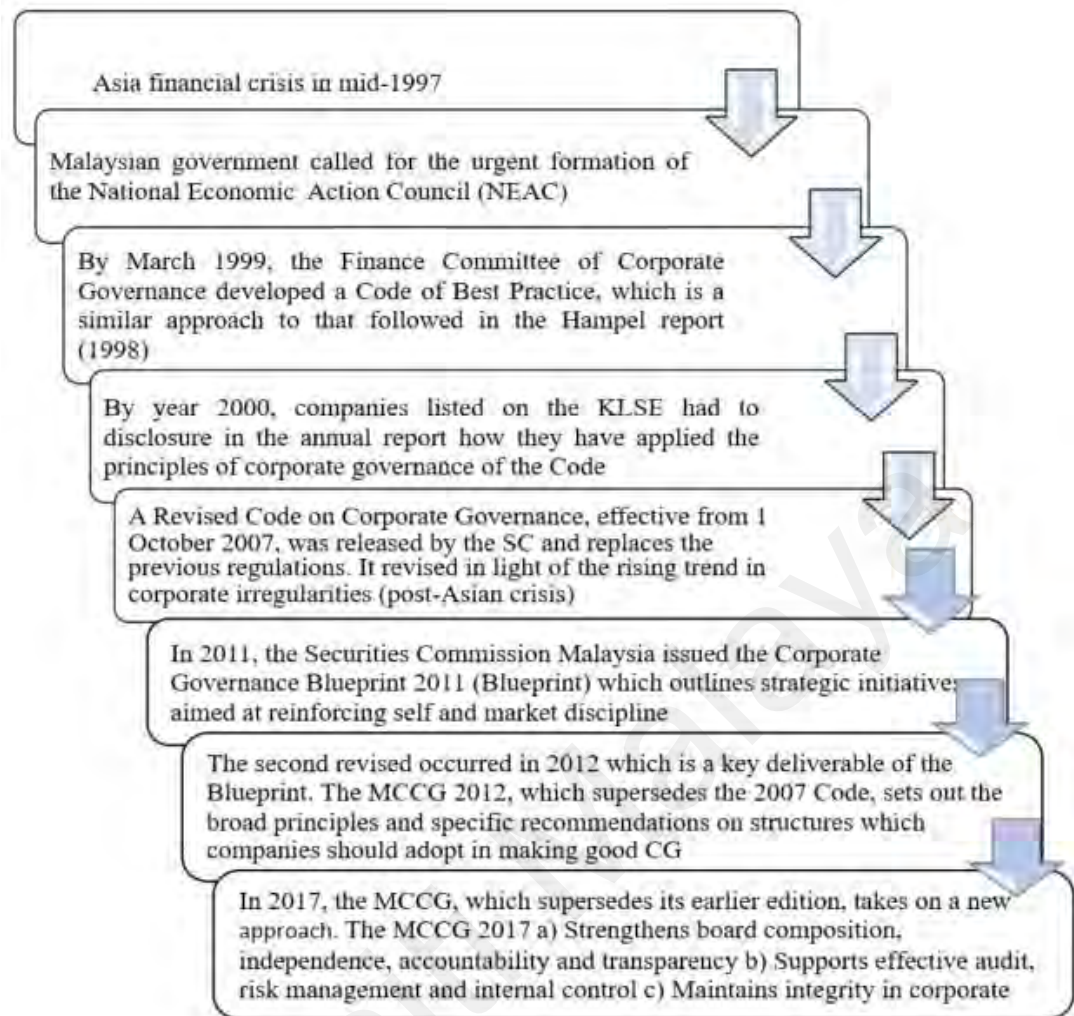 Asia financial crisis in mid-1997
Malaysian government called for the urgent formation of
the National Economic Action Council (NEAC)
By March 1999, the Finance Committee of Corporate
Governance developed a Code of Best Practice, which is a
similar approach to that followed in the Hampel report
(1998)
By year 2000, companies listed on the KLSE had to
disclosure in the annual report how they have applied the
principles of corporate governance of the Code
A Revised Code on Corporate Governance, effective from 1
October 2007, was released by the SC and replaces the
previous regulations. It revised in light of the rising trend in
corporate irregularities (post-Asian crisis)
In 2011, the Securities Commission Malaysia issued the Corporate
Governance Blueprint 2011 (Blueprint) which outlines strategic initiatives
aimed at reinforcing self and market discipline
The second revised occurred in 2012 which is a key deliverable of the
Blueprint. The MCCG 2012, which supersedes the 2007 Code, sets out the
broad principles and specific recommendations on structures which
companies should adopt in making good CG
In 2017, the MCCG, which supersedes its earlier edition, takes on a new
approach. The MCCG 2017 a) Strengthens board composition,
independence, accountability and transparency b) Supports effective audit,
risk management and internal control c) Maintains integrity in corporate
Malaya